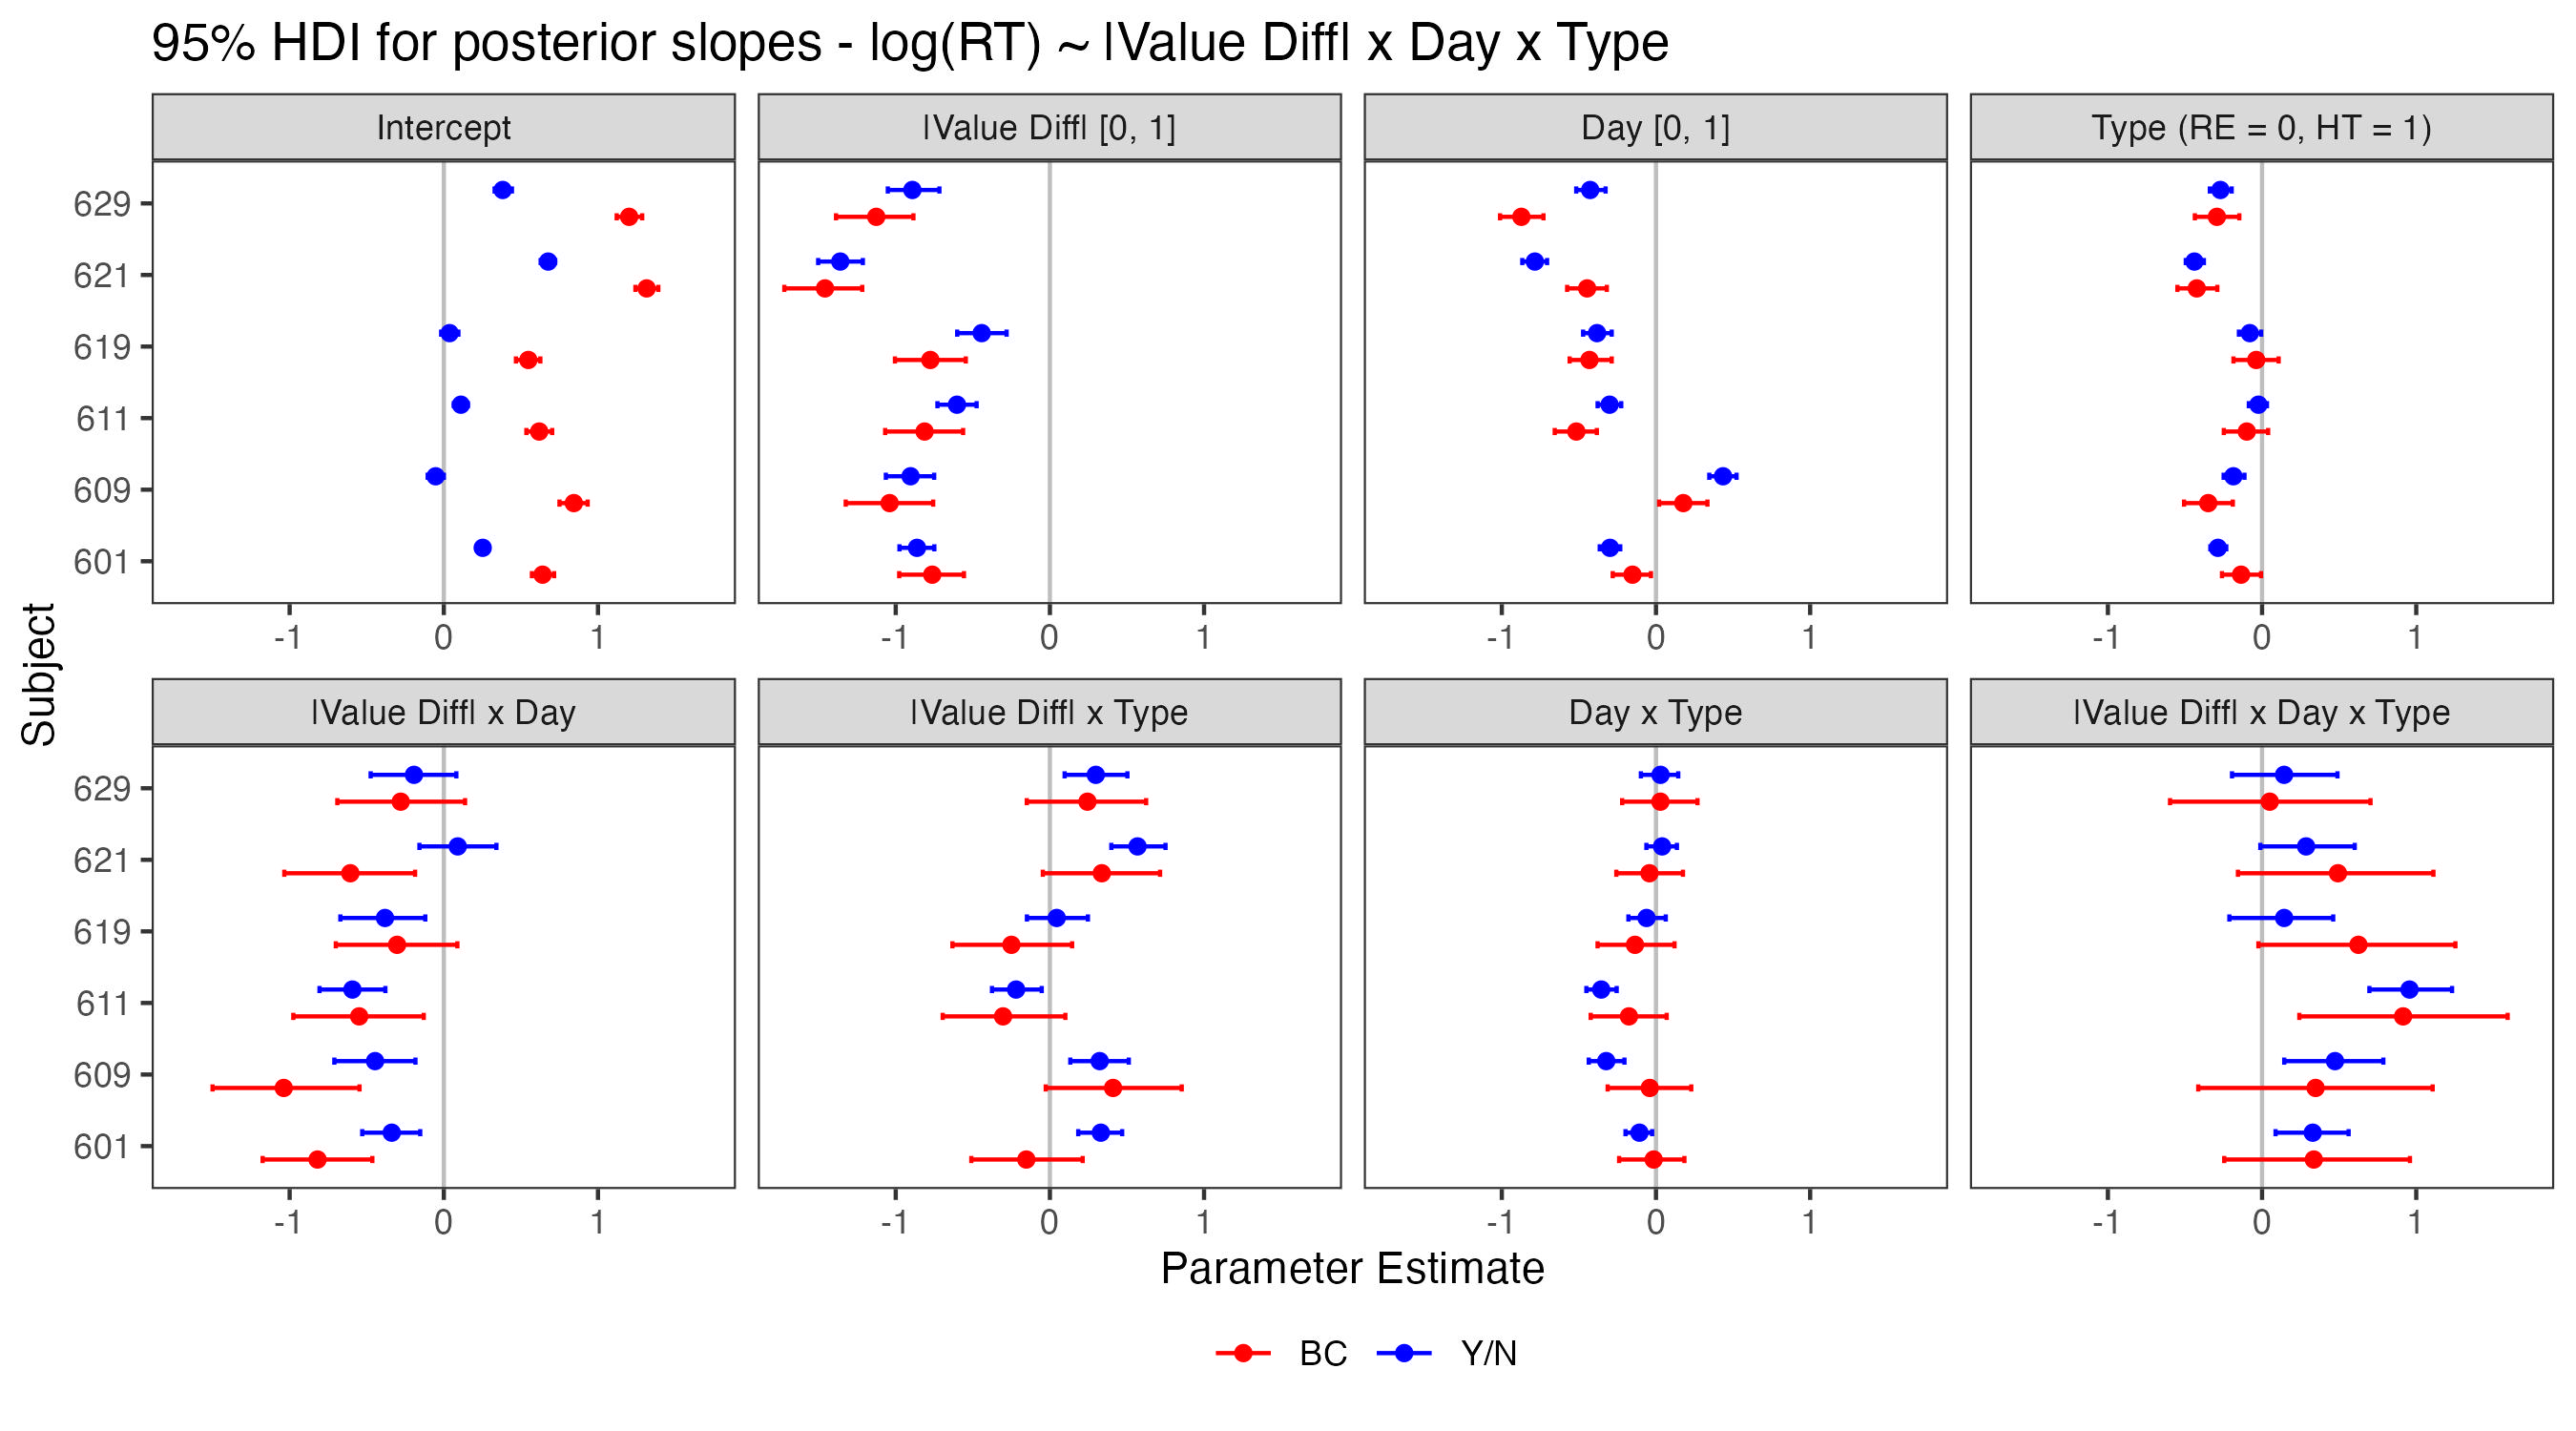 95% HDI for posterior slopes - log(RT) ~ |Value Diff| x Day x Type
Intercept
|Value Diff| [0, 1]
Day [0, 1]
Type (RE = 0, HT = 1)
629
621
619
611
609
601
-1 0 1
-1 0 1
-1 0 1
-1 0 1
Subject
|Value Diff| x Day
|Value Diff| x Type
Day x Type
|Value Diff| x Day x Type
629
621
619
611
609
601
-1 0 1
-1 0 1
-1 0 1
-1 0 1
Parameter Estimate
BC
Y/N